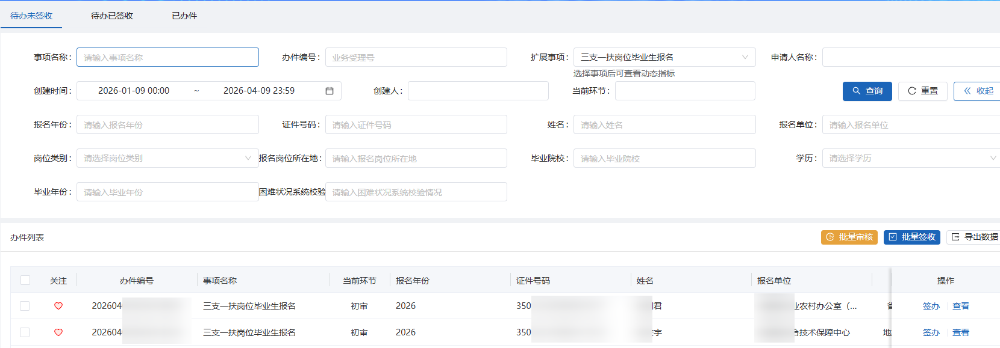 待办未签收 待办已签收 已办件
事项名称： 请输入事项名称 办件编号： 业务受理号 扩展事项： 三支一扶岗位毕业生报名 申请人名称：
选择事项后可查看动态指标
创建时间： 2026-01-09 00:00 ~ 2026-04-09 23:59 创建人： 当前环节： 查询 重置 收起
报名年份： 请输入报名年份 证件号码： 请输入证件号码 姓名： 请输入姓名 报名单位： 请输入报名单位
岗位类别： 请选择岗位类别 报名岗位所在地： 请输入报名岗位所在地 毕业院校： 请输入毕业院校 学历： 请选择学历
毕业年份： 请输入毕业年份 困难状况系统校验 请输入困难状况系统校验情况
办件列表 批量审核 批量签收 导出数据
关注 办件编号 事项名称 当前环节 报名年份 证件号码 姓名 报名单位 操作
202604 三支一扶岗位毕业生报名 初审 2026 350 君 业农村办公室（... 签办 查看
202604 三支一扶岗位毕业生报名 初审 2026 350 宇 合技术保障中心 地 签办 查看